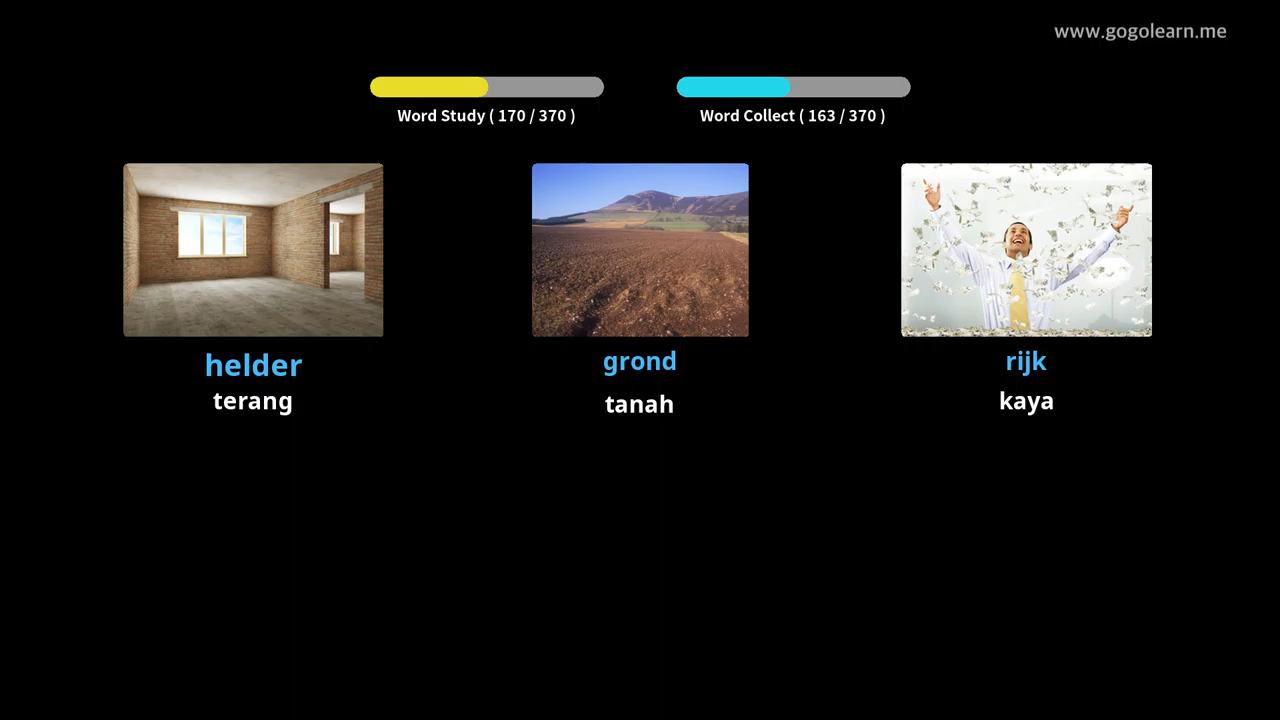 www.gogolearn.me
Word Study ( 170 / 370 )
Word Collect ( 163 / 370 )
helder
terang
grond
tanah
rijk
kaya